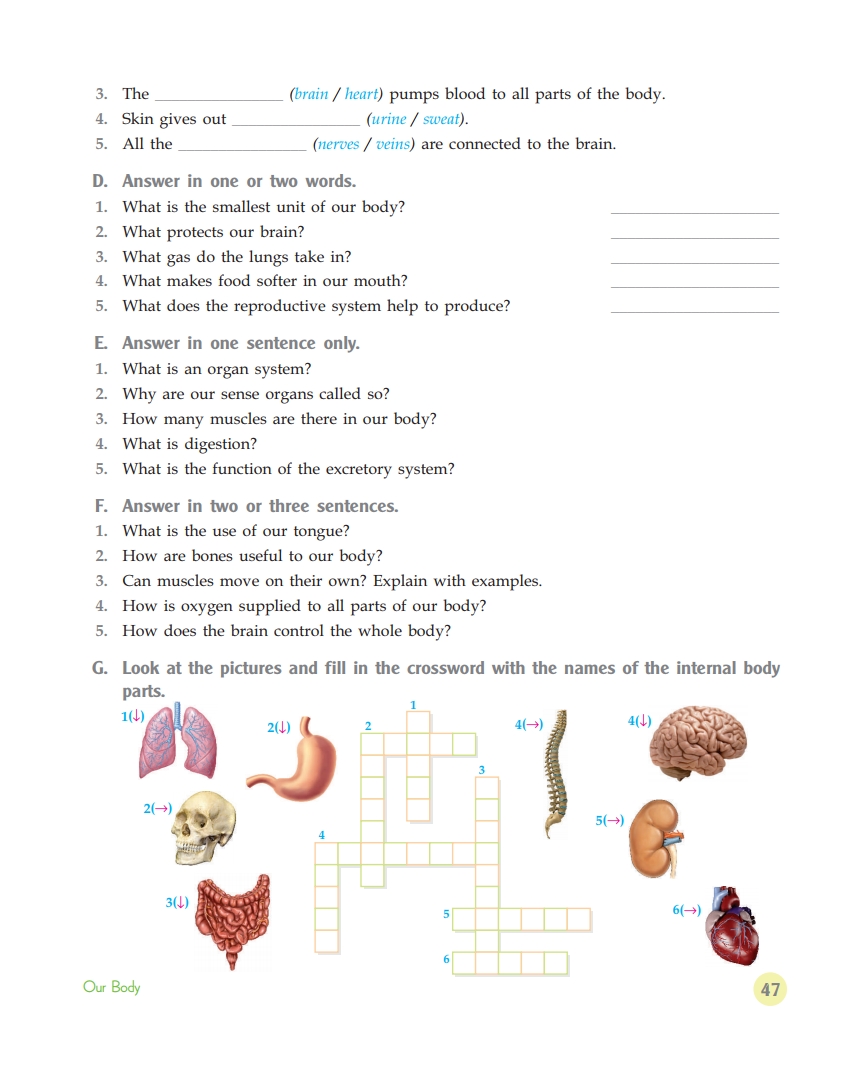 3. The ____________ (brain / heart) pumps blood to all parts of the body.
4. Skin gives out ____________ (urine / sweat).
5. All the ____________ (nerves / veins) are connected to the brain.
D. Answer in one or two words.
1. What is the smallest unit of our body? ________________
2. What protects our brain? ________________
3. What gas do the lungs take in? ________________
4. What makes food softer in our mouth? ________________
5. What does the reproductive system help to produce? ________________
E. Answer in one sentence only.
1. What is an organ system?
2. Why are our sense organs called so?
3. How many muscles are there in our body?
4. What is digestion?
5. What is the function of the excretory system?
F. Answer in two or three sentences.
1. What is the use of our tongue?
2. How are bones useful to our body?
3. Can muscles move on their own? Explain with examples.
4. How is oxygen supplied to all parts of our body?
5. How does the brain control the whole body?
G. Look at the pictures and fill in the crossword with the names of the internal body
parts.
1(↓)
2(↓)
1
2
4(→)
4(↓)
3
2(→)
5(→)
4
3(↓)
5
6(→)
6
Our Body
47